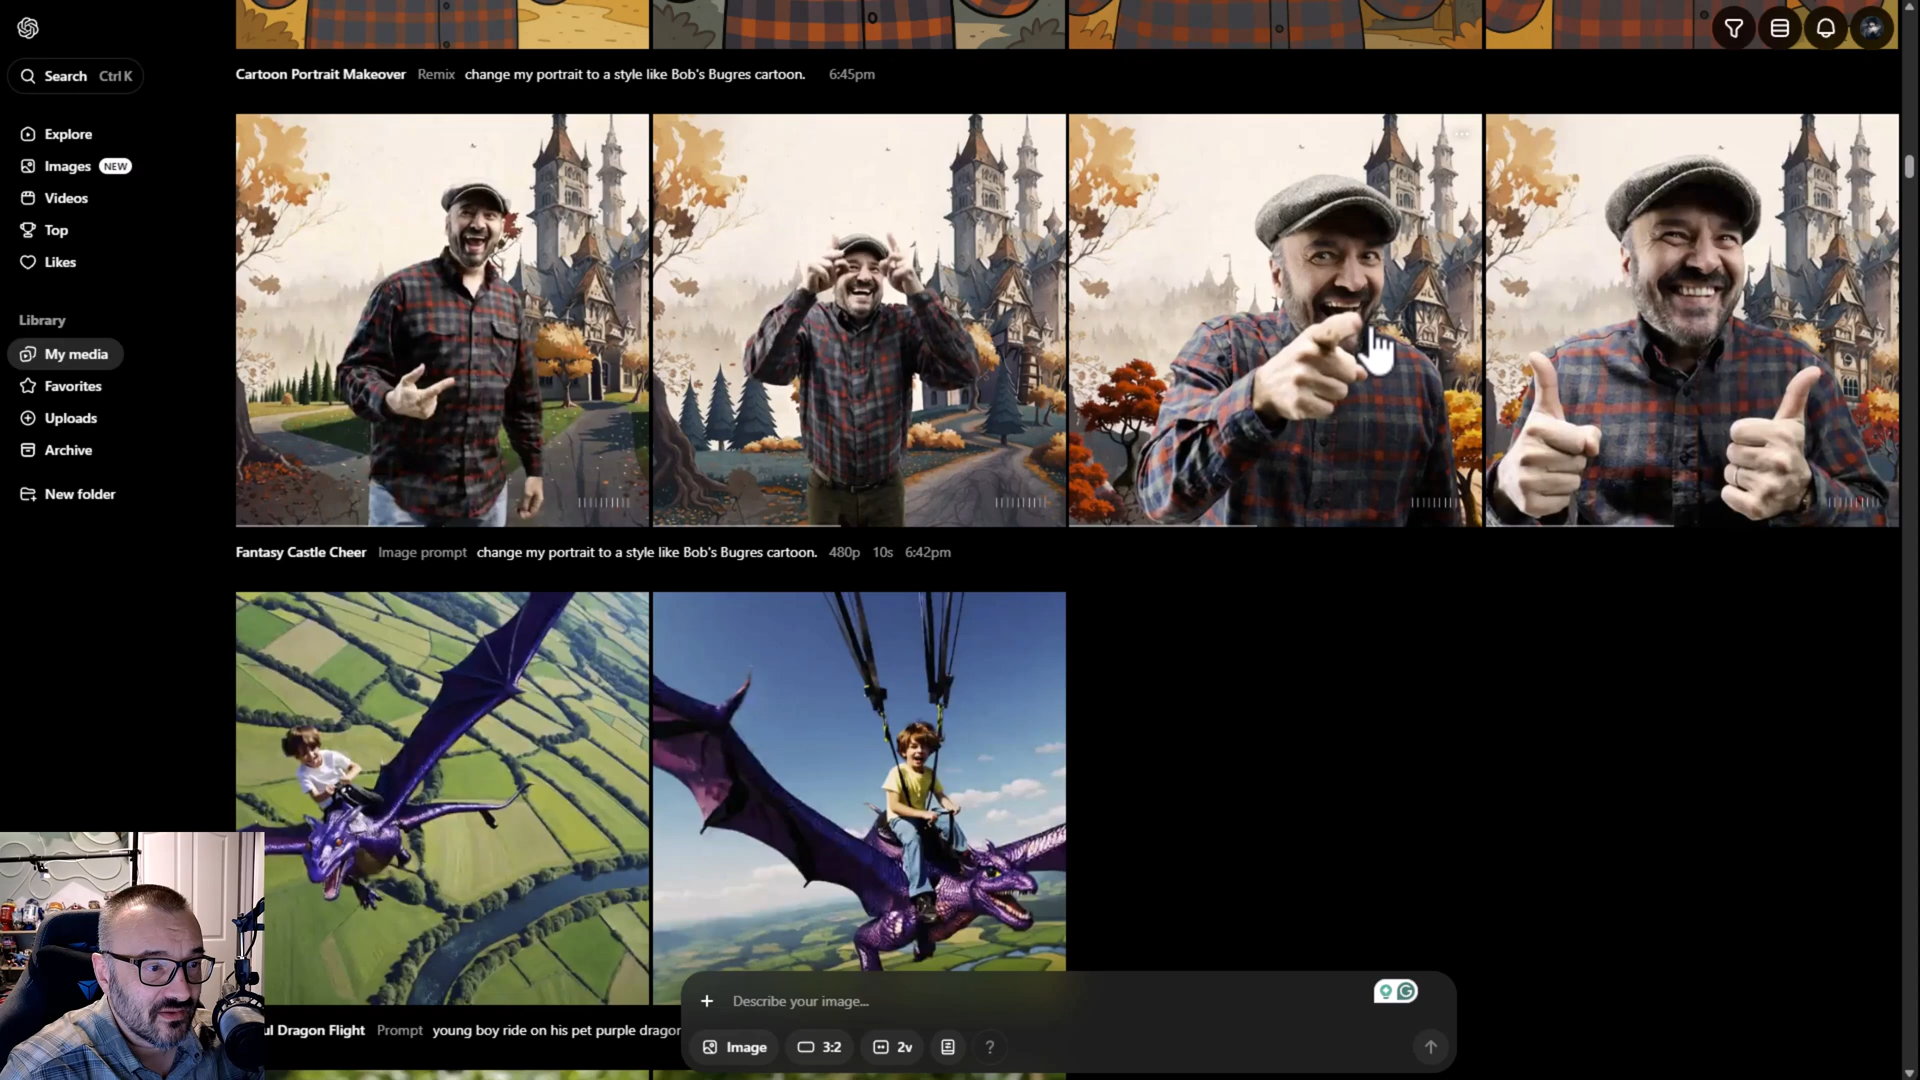 Search Ctrl K
Explore
Images NEW
Videos
Top
Likes
Library
My media
Favorites
Uploads
Archive
New folder
Cartoon Portrait Makeover Remix change my portrait to a style like Bob's Bugres cartoon. 6:45pm
Fantasy Castle Cheer Image prompt change my portrait to a style like Bob's Bugres cartoon. 480p 10s 6:42pm
Dragon Flight Prompt young boy ride on his pet purple
Describe your image...
Image 3:2 2v ?